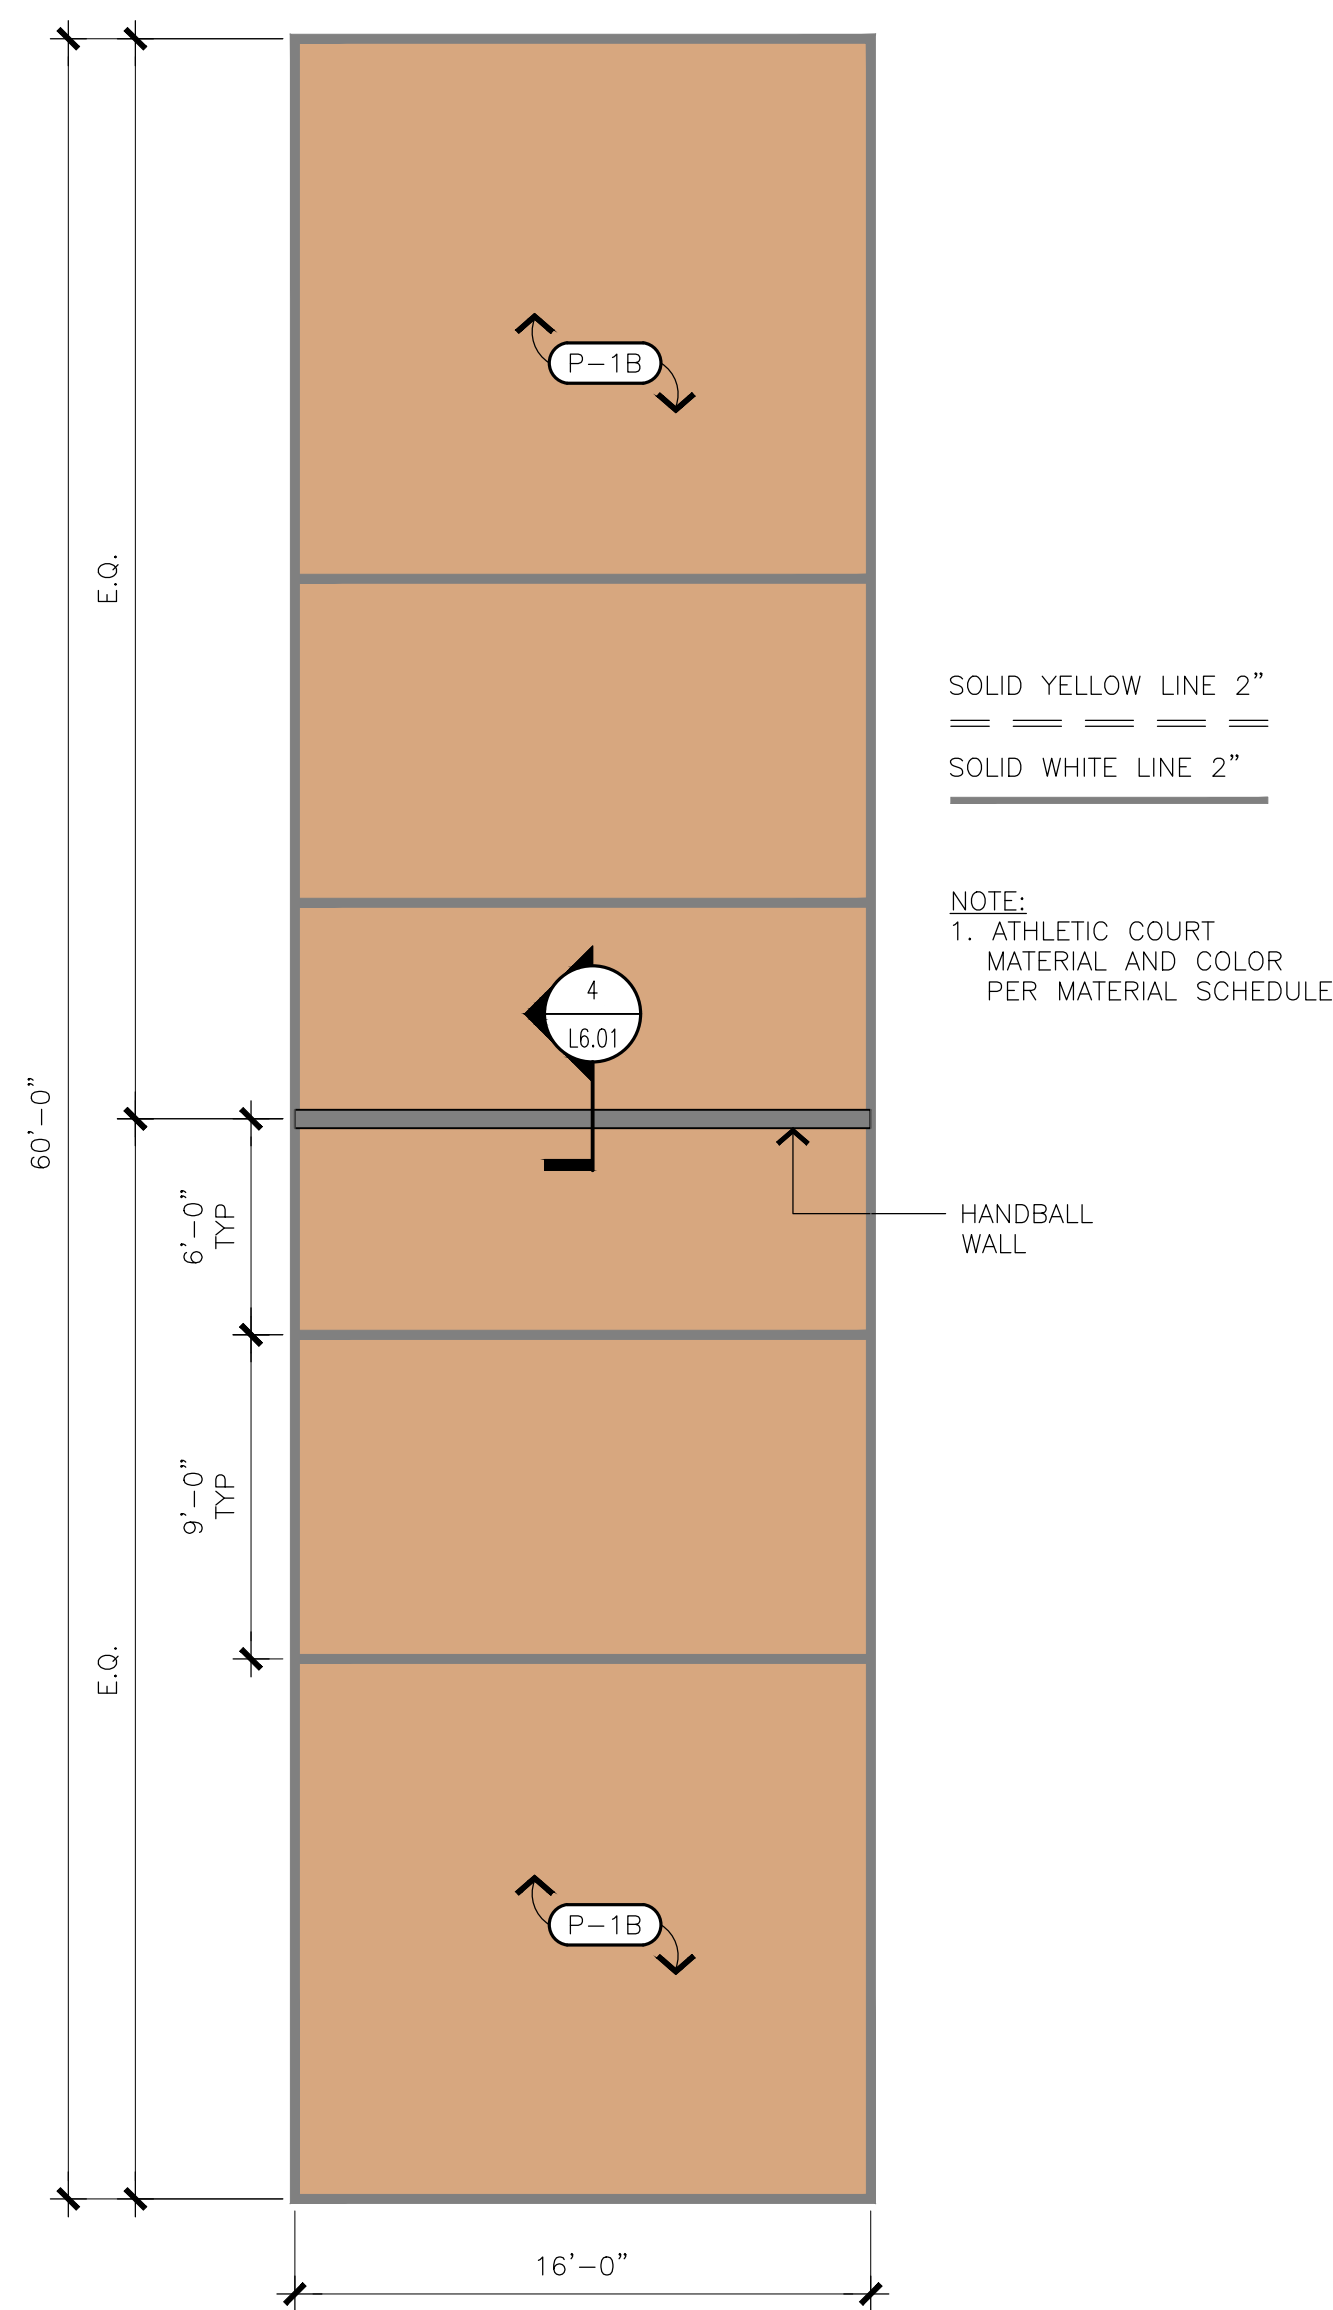 P-1B
E.Q.
SOLID YELLOW LINE 2"
SOLID WHITE LINE 2"
NOTE:
1. ATHLETIC COURT
MATERIAL AND COLOR
PER MATERIAL SCHEDULE
4
L6.01
60'-0"
6'-0"
TYP
HANDBALL
WALL
9'-0"
TYP
E.Q.
P-1B
16'-0"